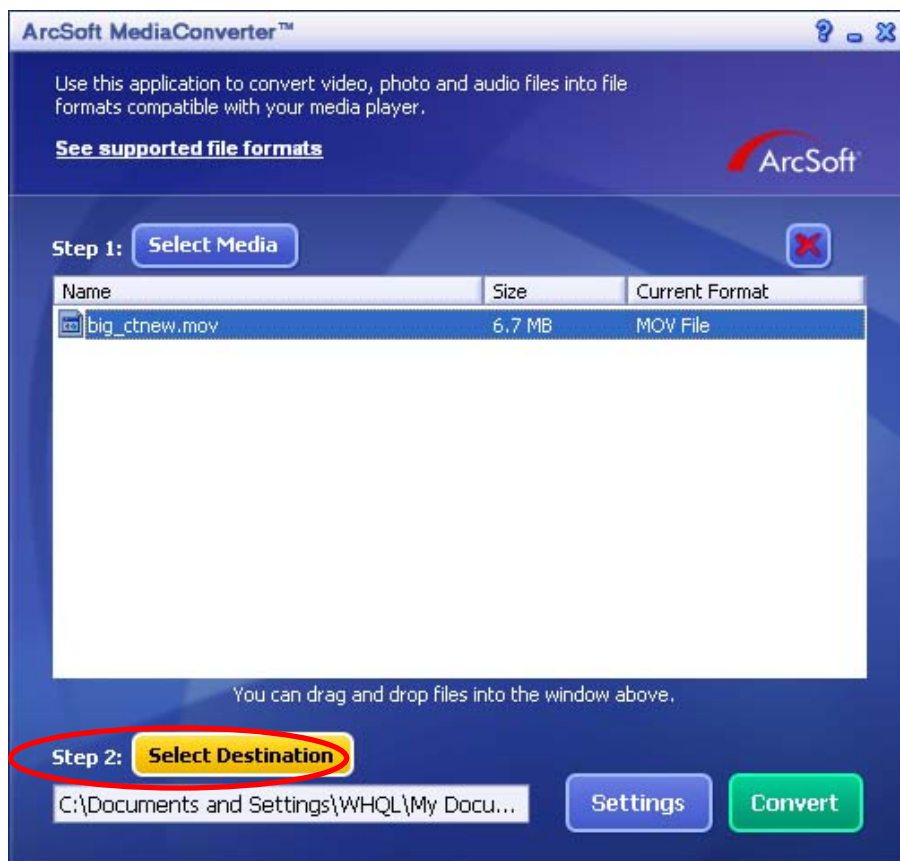 ArcSoft MediaConverter™
Use this application to convert video, photo and audio files into file
formats compatible with your media player.
See supported file formats
ArcSoft
Step 1: Select Media
Name Size Current Format
big_ctnew.mov 6.7 MB MOV File
You can drag and drop files into the window above.
Step 2: Select Destination
C:\Documents and Settings\WHQL\My Docu...
Settings Convert